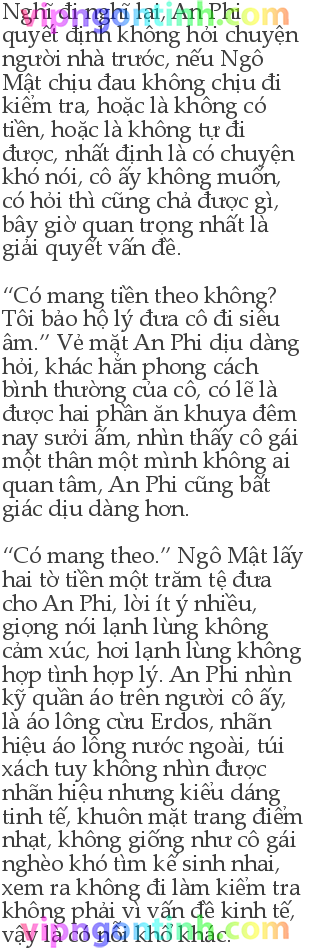 Nghĩ đi nghĩ lại, An Phi
quyết định không hỏi chuyện
người nhà trước, nếu Ngô
Mật chịu đau không chịu đi
kiểm tra, hoặc là không có
tiền, hoặc là không tự đi
được, nhất định là có chuyện
khó nói, cô ấy không muốn,
có hỏi thì cũng chả được gì,
bây giờ quan trọng nhất là
giải quyết vấn đề.
“Có mang tiền theo không?
Tôi bảo hộ lý đưa cô đi siêu
âm.” Vẻ mặt An Phi dịu dàng
hỏi, khác hẳn phong cách
bình thường của cô, có lẽ là
được hai phần ăn khuya đêm
nay sưởi ấm, nhìn thấy cô gái
một thân một mình không ai
quan tâm, An Phi cũng bất
giác dịu dàng hơn.
“Có mang theo.” Ngô Mật lấy
hai tờ tiền một trăm tệ đưa
cho An Phi, lời ít ý nhiều,
giọng nói lạnh lùng không
cảm xúc, hơi lạnh lùng không
hợp tình hợp lý. An Phi nhìn
kỹ quần áo trên người cô ấy,
là áo lông cừu Erdos, nhãn
hiệu áo lông nước ngoài, túi
xách tuy không nhìn được
nhãn hiệu nhưng kiểu dáng
tinh tế, khuôn mặt trang điểm
nhạt, không giống như cô gái
nghèo khó tìm kế sinh nhai,
xem ra không đi làm kiểm tra
không phải vì vấn đề kinh tế,
vậy là có nỗi khổ khác.
vipngontinh.com
vipngontinh.com